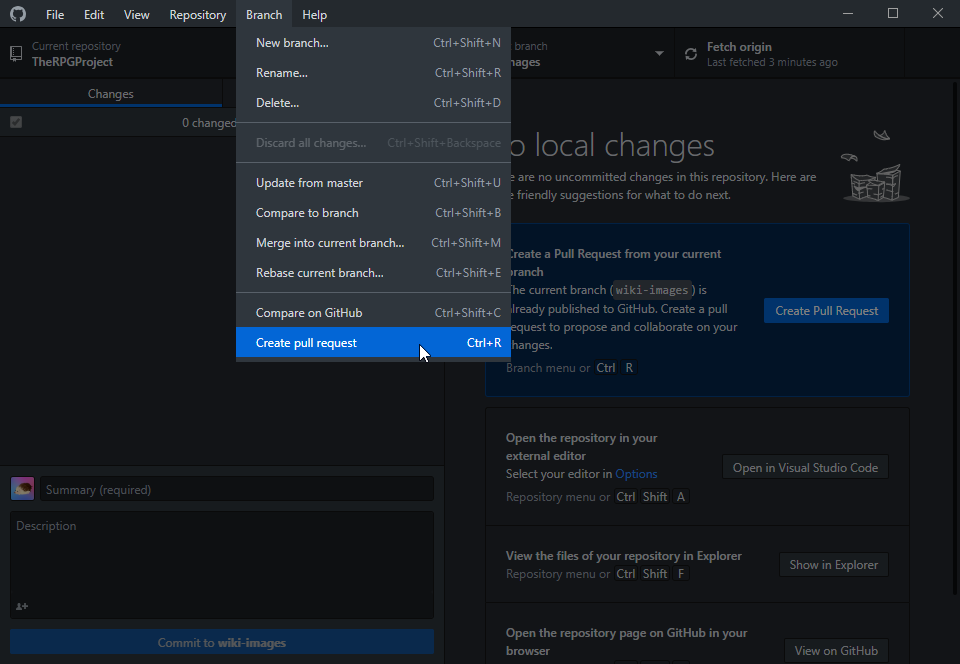 File Edit View Repository Branch Help
Current repository
TheRPGProject
branch
mages
Fetch origin
Last fetched 3 minutes ago
Changes
0 changed
New branch... Ctrl+Shift+N
Rename... Ctrl+Shift+R
Delete... Ctrl+Shift+D
Discard all changes... Ctrl+Shift+Backspace
Update from master Ctrl+Shift+U
Compare to branch Ctrl+Shift+B
Merge into current branch... Ctrl+Shift+M
Rebase current branch... Ctrl+Shift+E
Compare on GitHub Ctrl+Shift+C
Create pull request Ctrl+R
o local changes
e are no uncommitted changes in this repository. Here are
e friendly suggestions for what to do next.
Create a Pull Request from your current
branch
The current branch (wiki-images) is
already published to GitHub. Create a pull
request to propose and collaborate on your
changes.
Branch menu or Ctrl R
Create Pull Request
Open the repository in your
external editor
Select your editor in Options
Repository menu or Ctrl Shift A
Open in Visual Studio Code
View the files of your repository in Explorer
Repository menu or Ctrl Shift F
Show in Explorer
Open the repository page on GitHub in your
browser
View on GitHub
Summary (required)
Description
Commit to wiki-images